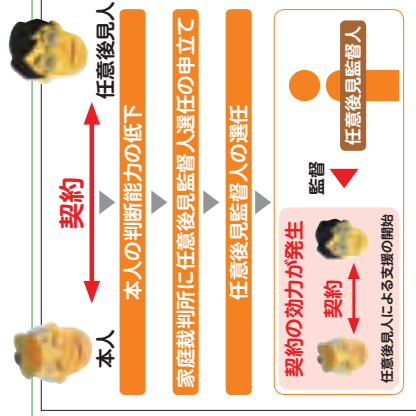 本人
契約
任意後見人
本人の判断能力の低下
家庭裁判所に任意後見監督人選任の申立て
任意後見監督人の選任
契約の効力が発生
契約
任意後見人による支援の開始
監督
任意後見監督人